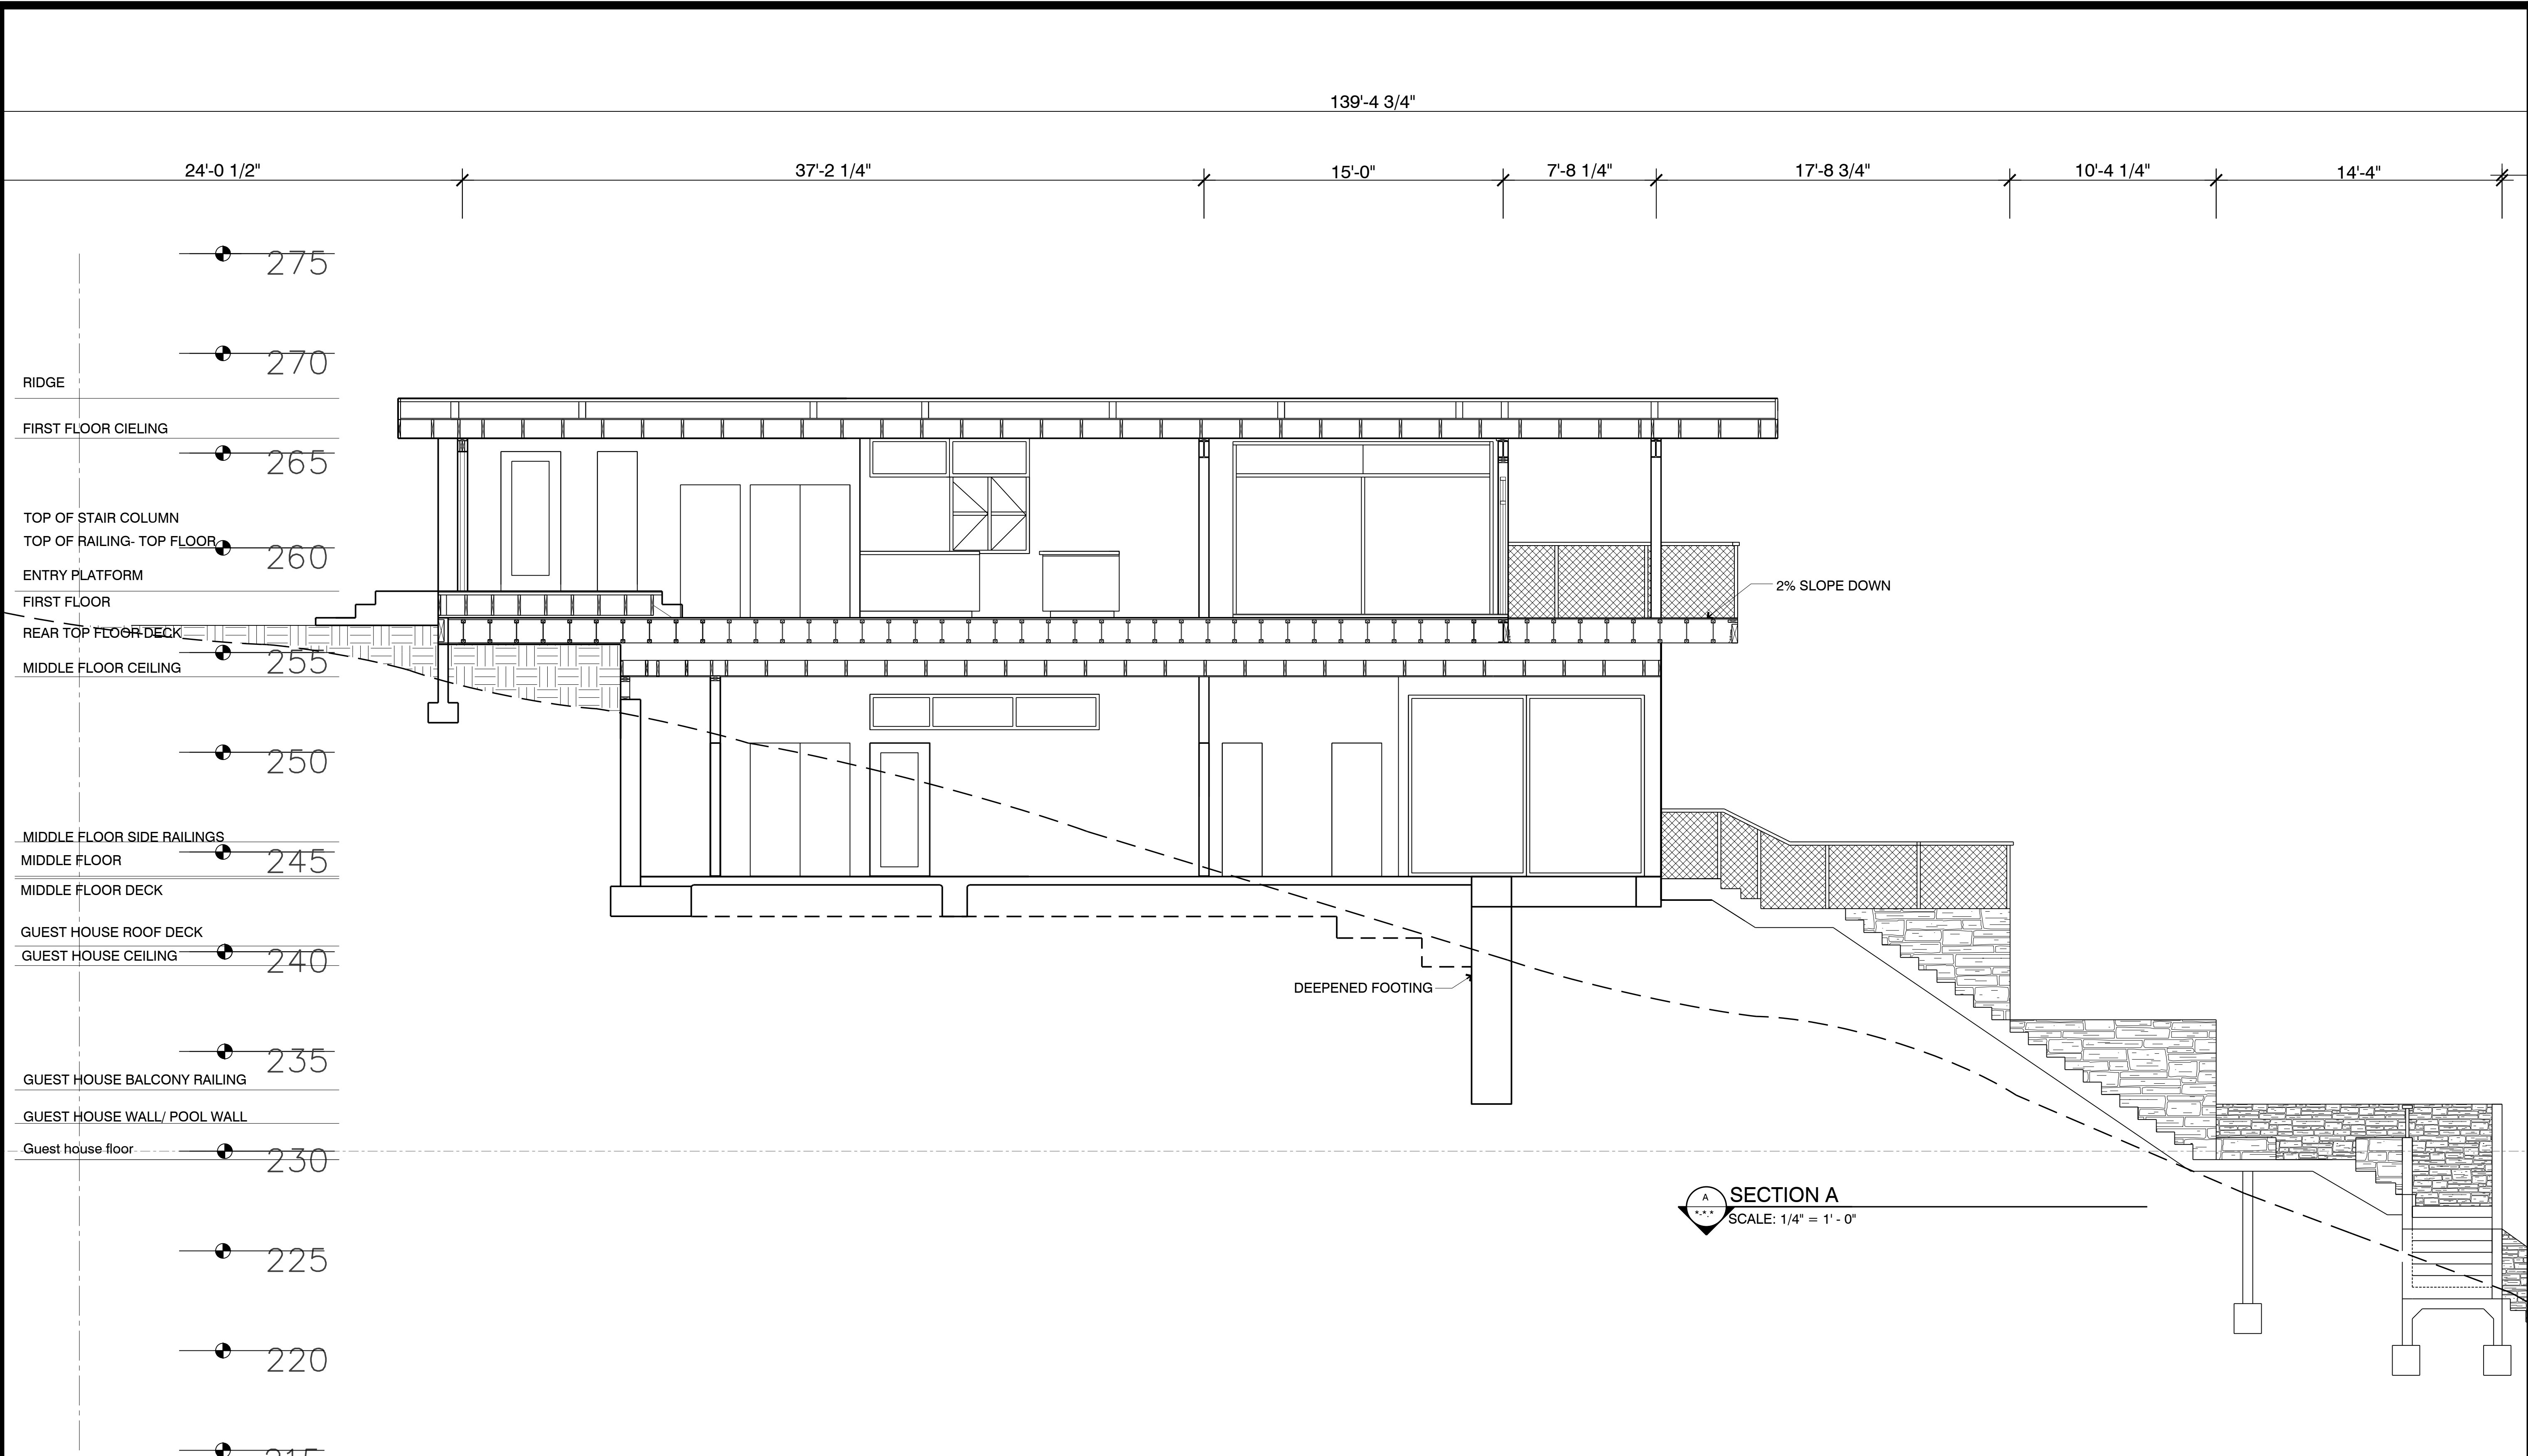 139'-4 3/4"
24'-0 1/2"
37'-2 1/4"
15'-0"
7'-8 1/4"
17'-8 3/4"
10'-4 1/4"
14'-4"
275
270
RIDGE
FIRST FLOOR CIELING
265
TOP OF STAIR COLUMN
TOP OF RAILING- TOP FLOOR
260
ENTRY PLATFORM
2% SLOPE DOWN
FIRST FLOOR
REAR TOP FLOOR DECK
255
MIDDLE FLOOR CEILING
250
MIDDLE FLOOR SIDE RAILINGS
245
MIDDLE FLOOR
MIDDLE FLOOR DECK
GUEST HOUSE ROOF DECK
GUEST HOUSE CEILING
240
DEEPENED FOOTING
235
GUEST HOUSE BALCONY RAILING
GUEST HOUSE WALL/ POOL WALL
Guest house floor
230
A
SECTION A
*-*.*
SCALE: 1/4" = 1' - 0"
225
220
215